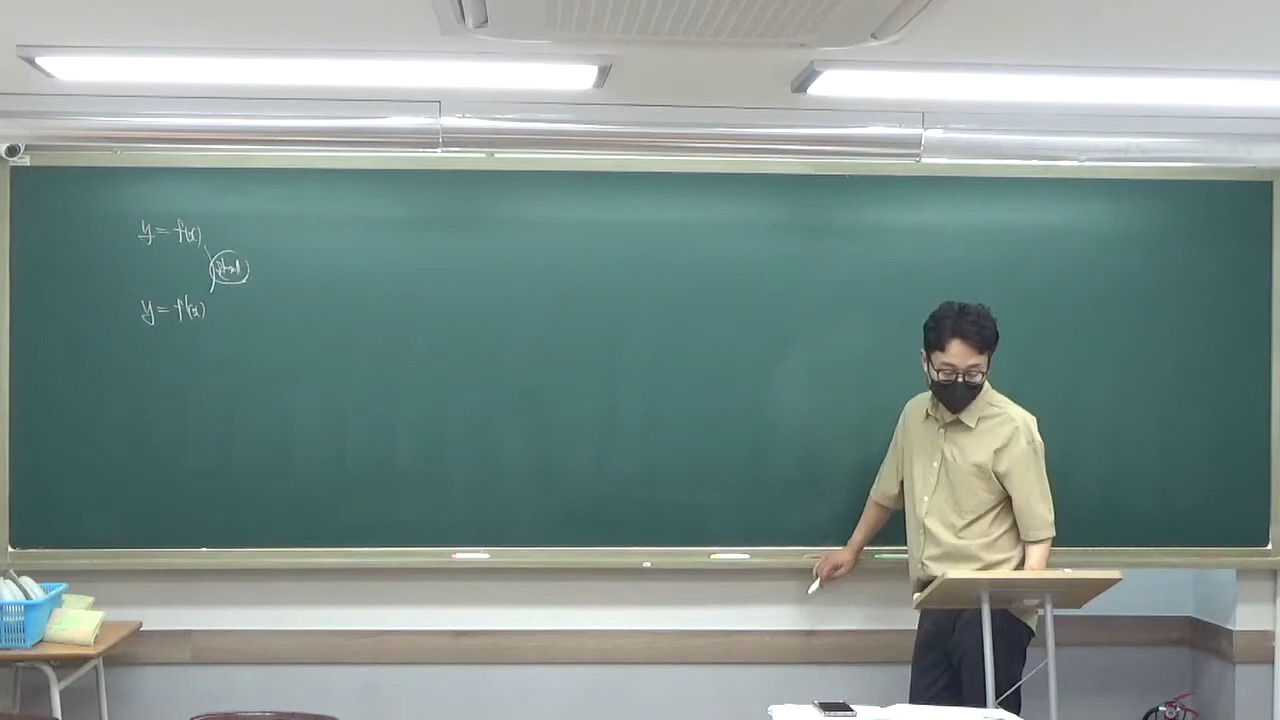 y = f(x)
y = f'(x)